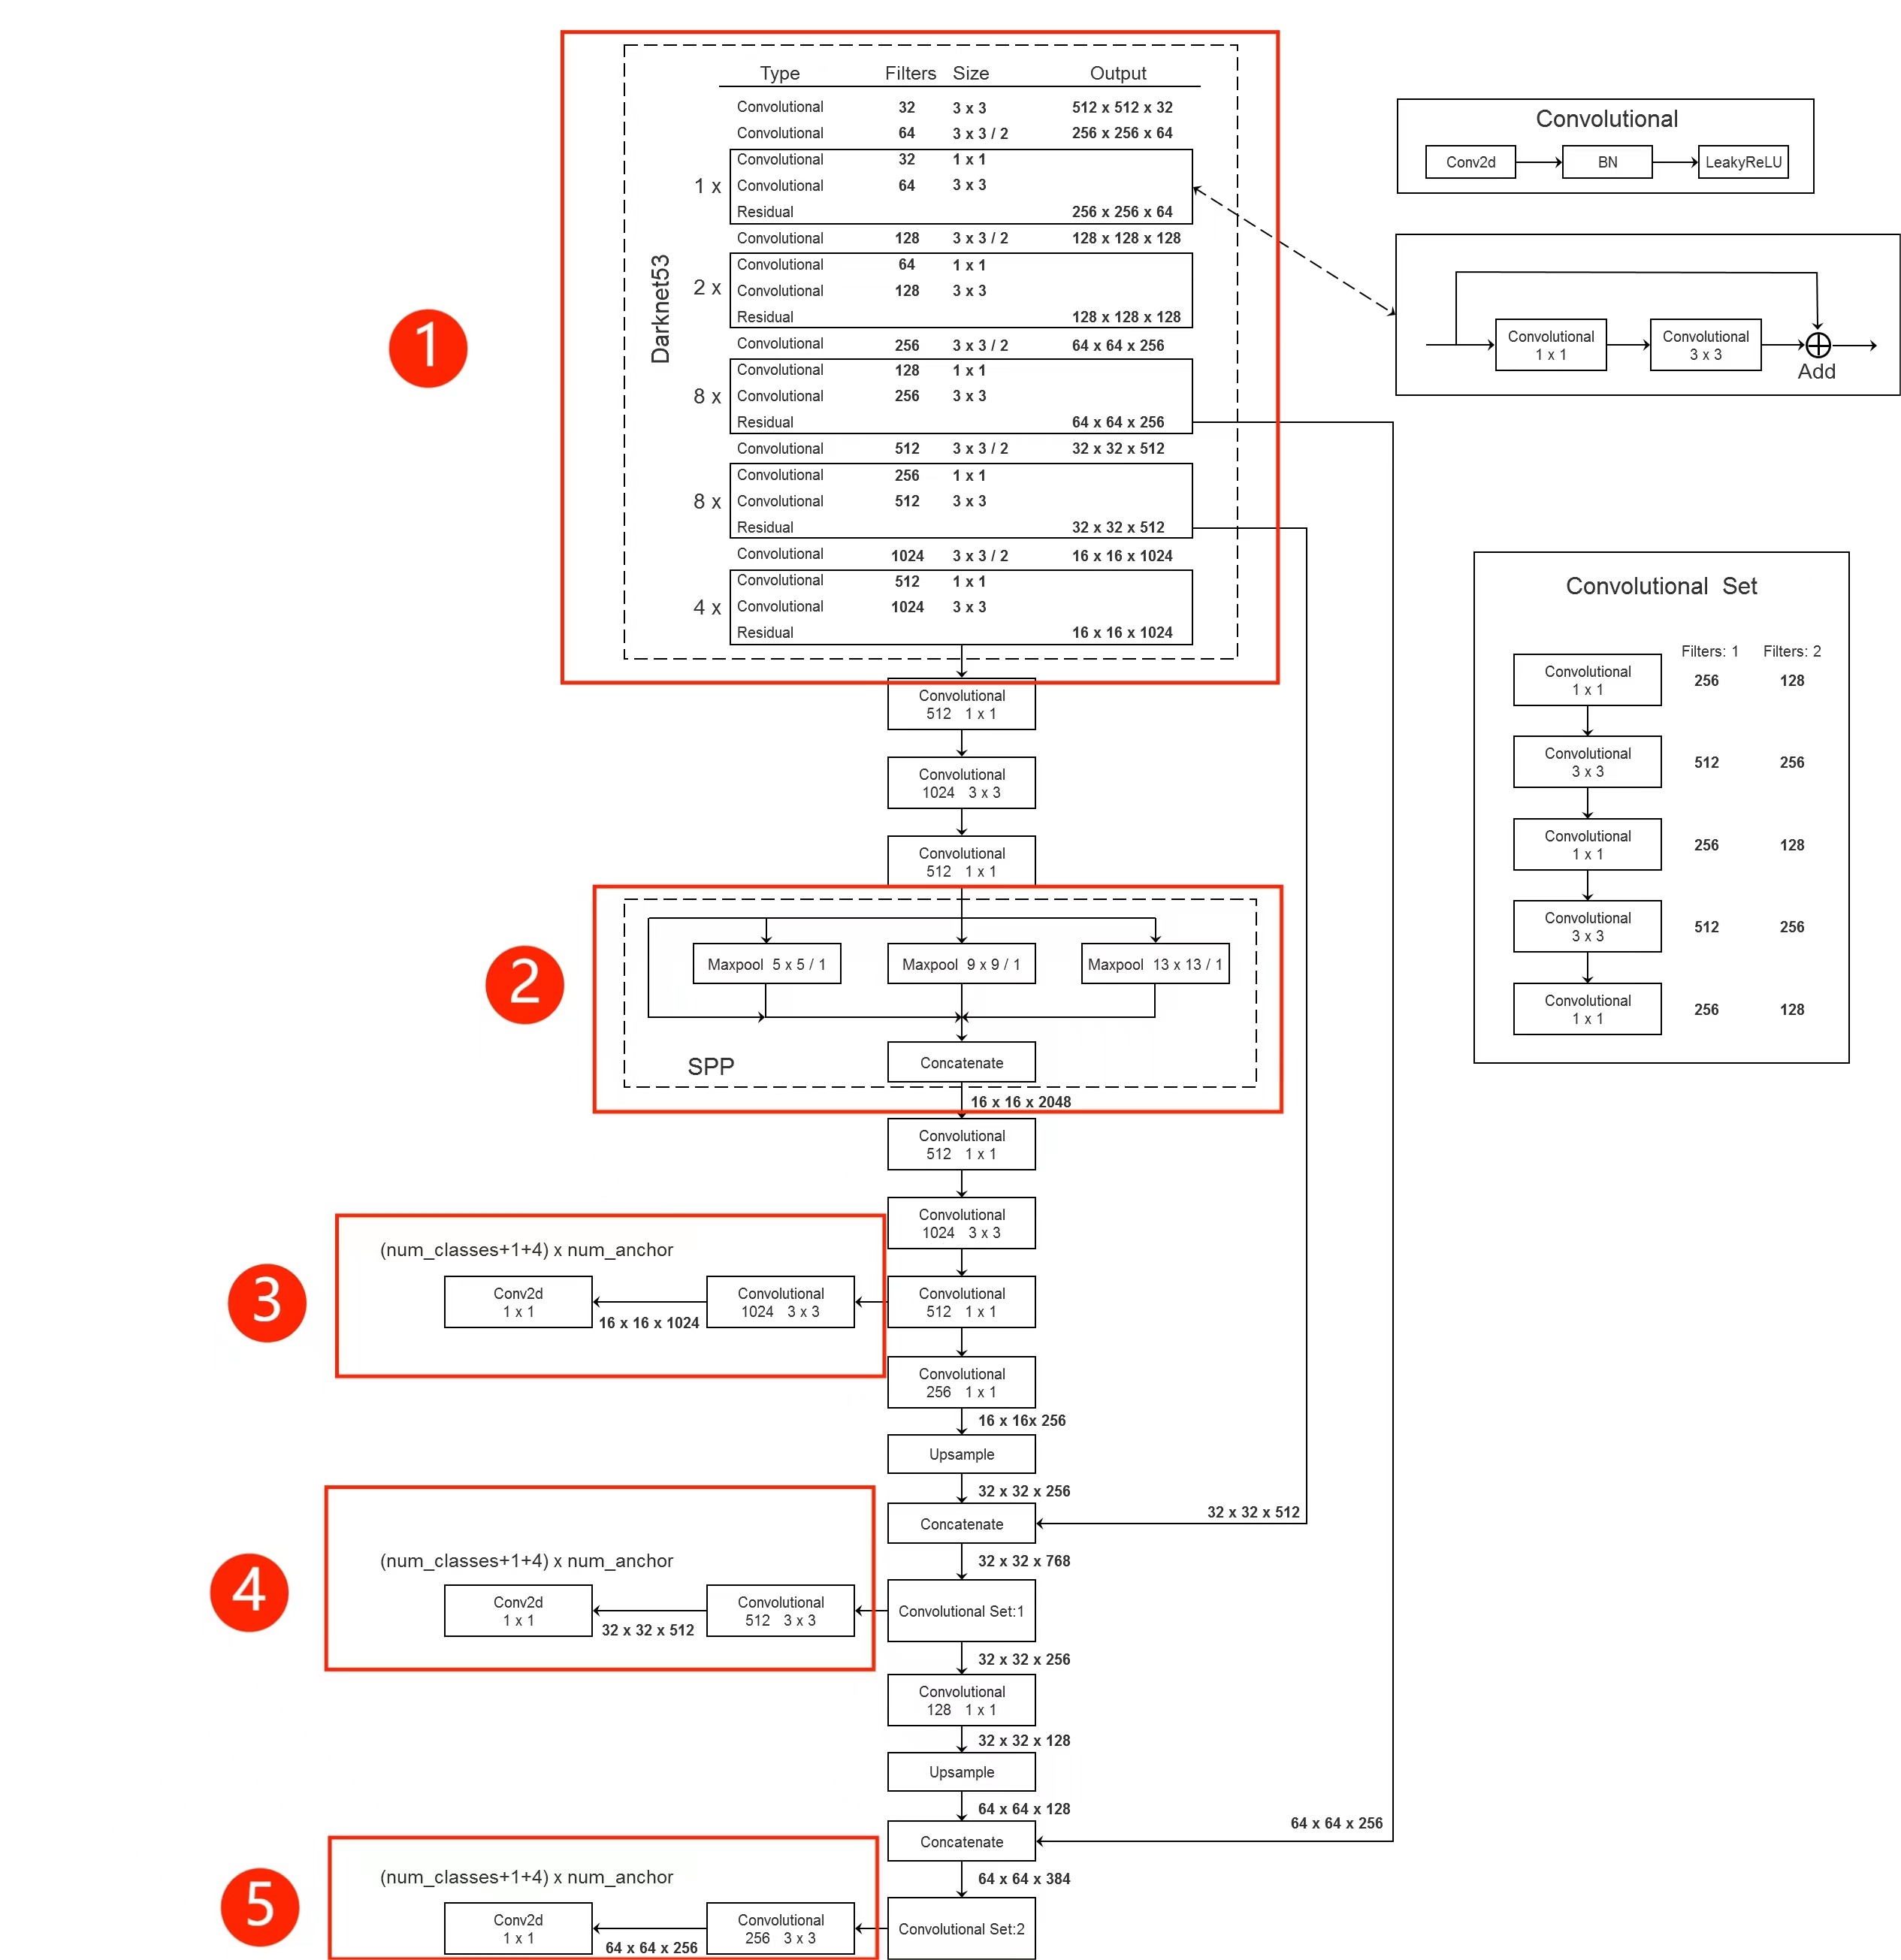 Type Filters Size Output
Convolutional 32 3 x 3 512 x 512 x 32
Convolutional 64 3 x 3 / 2 256 x 256 x 64
Convolutional 32 1 x 1
1 x Convolutional 64 3 x 3
Residual 256 x 256 x 64
Convolutional 128 3 x 3 / 2 128 x 128 x 128
Convolutional 64 1 x 1
2 x Convolutional 128 3 x 3
Residual 128 x 128 x 128
Convolutional 256 3 x 3 / 2 64 x 64 x 256
Convolutional 128 1 x 1
8 x Convolutional 256 3 x 3
Residual 64 x 64 x 256
Convolutional 512 3 x 3 / 2 32 x 32 x 512
Convolutional 256 1 x 1
8 x Convolutional 512 3 x 3
Residual 32 x 32 x 512
Convolutional 1024 3 x 3 / 2 16 x 16 x 1024
Convolutional 512 1 x 1
4 x Convolutional 1024 3 x 3
Residual 16 x 16 x 1024
Darknet53
1
Convolutional
Conv2d BN LeakyReLU
Convolutional
1 x 1
Convolutional
3 x 3
Add
Convolutional Set
Filters: 1 Filters: 2
Convolutional
1 x 1
256 128
Convolutional
3 x 3
512 256
Convolutional
1 x 1
256 128
Convolutional
3 x 3
512 256
Convolutional
1 x 1
256 128
Convolutional
512 1 x 1
Convolutional
1024 3 x 3
Convolutional
512 1 x 1
2
Maxpool 5 x 5 / 1 Maxpool 9 x 9 / 1 Maxpool 13 x 13 / 1
SPP
Concatenate
16 x 16 x 2048
Convolutional
512 1 x 1
Convolutional
1024 3 x 3
3
(num_classes+1+4) x num_anchor
Conv2d
1 x 1
16 x 16 x 1024
Convolutional
1024 3 x 3
Convolutional
512 1 x 1
Convolutional
256 1 x 1
16 x 16x 256
Upsample
32 x 32 x 256
Concatenate
32 x 32 x 512
32 x 32 x 768
4
(num_classes+1+4) x num_anchor
Conv2d
1 x 1
32 x 32 x 512
Convolutional
512 3 x 3
Convolutional Set:1
32 x 32 x 256
Convolutional
128 1 x 1
32 x 32 x 128
Upsample
64 x 64 x 128
Concatenate
64 x 64 x 256
64 x 64 x 384
5
(num_classes+1+4) x num_anchor
Conv2d
1 x 1
64 x 64 x 256
Convolutional
256 3 x 3
Convolutional Set:2